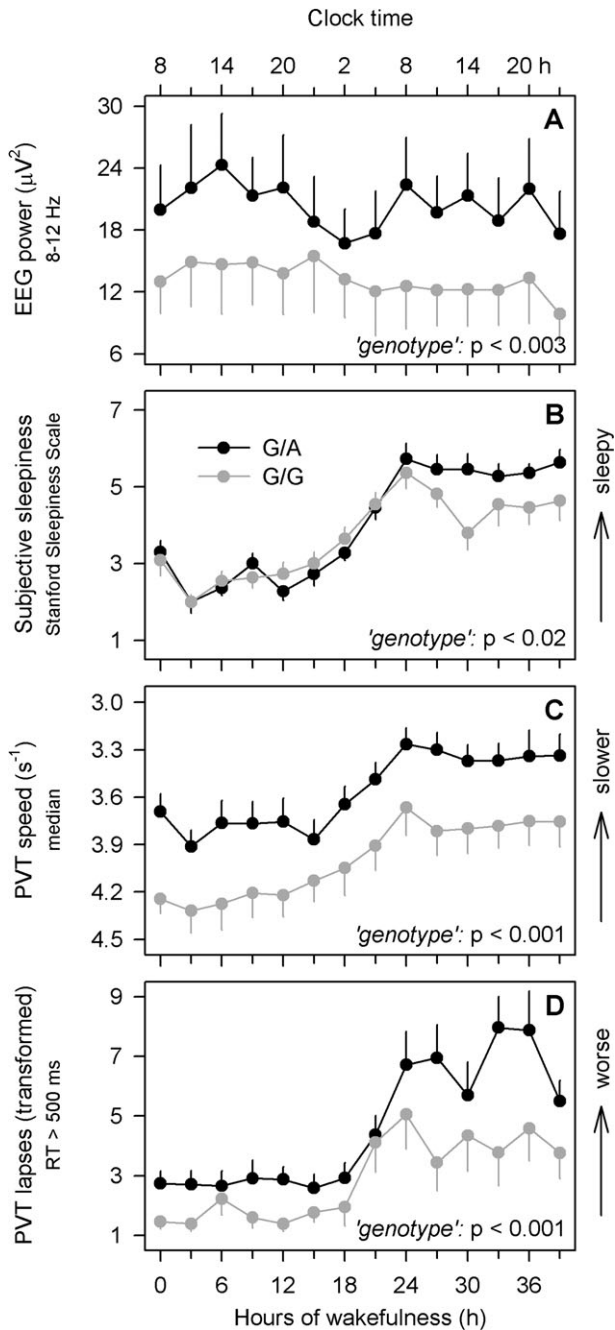 Clock time
8 14 20 2 8 14 20 h
A
30
24
18
12
6
EEG power (μV²)
8-12 Hz
'genotype': p < 0.003
B
7
5
3
1
Subjective sleepiness
Stanford Sleepiness Scale
G/A
G/G
'genotype': p < 0.02
sleepy
C
3.0
3.3
3.6
3.9
4.2
4.5
PVT speed (s⁻¹)
median
'genotype': p < 0.001
slower
D
9
7
5
3
1
PVT lapses (transformed)
RT > 500 ms
'genotype': p < 0.001
worse
0 6 12 18 24 30 36
Hours of wakefulness (h)